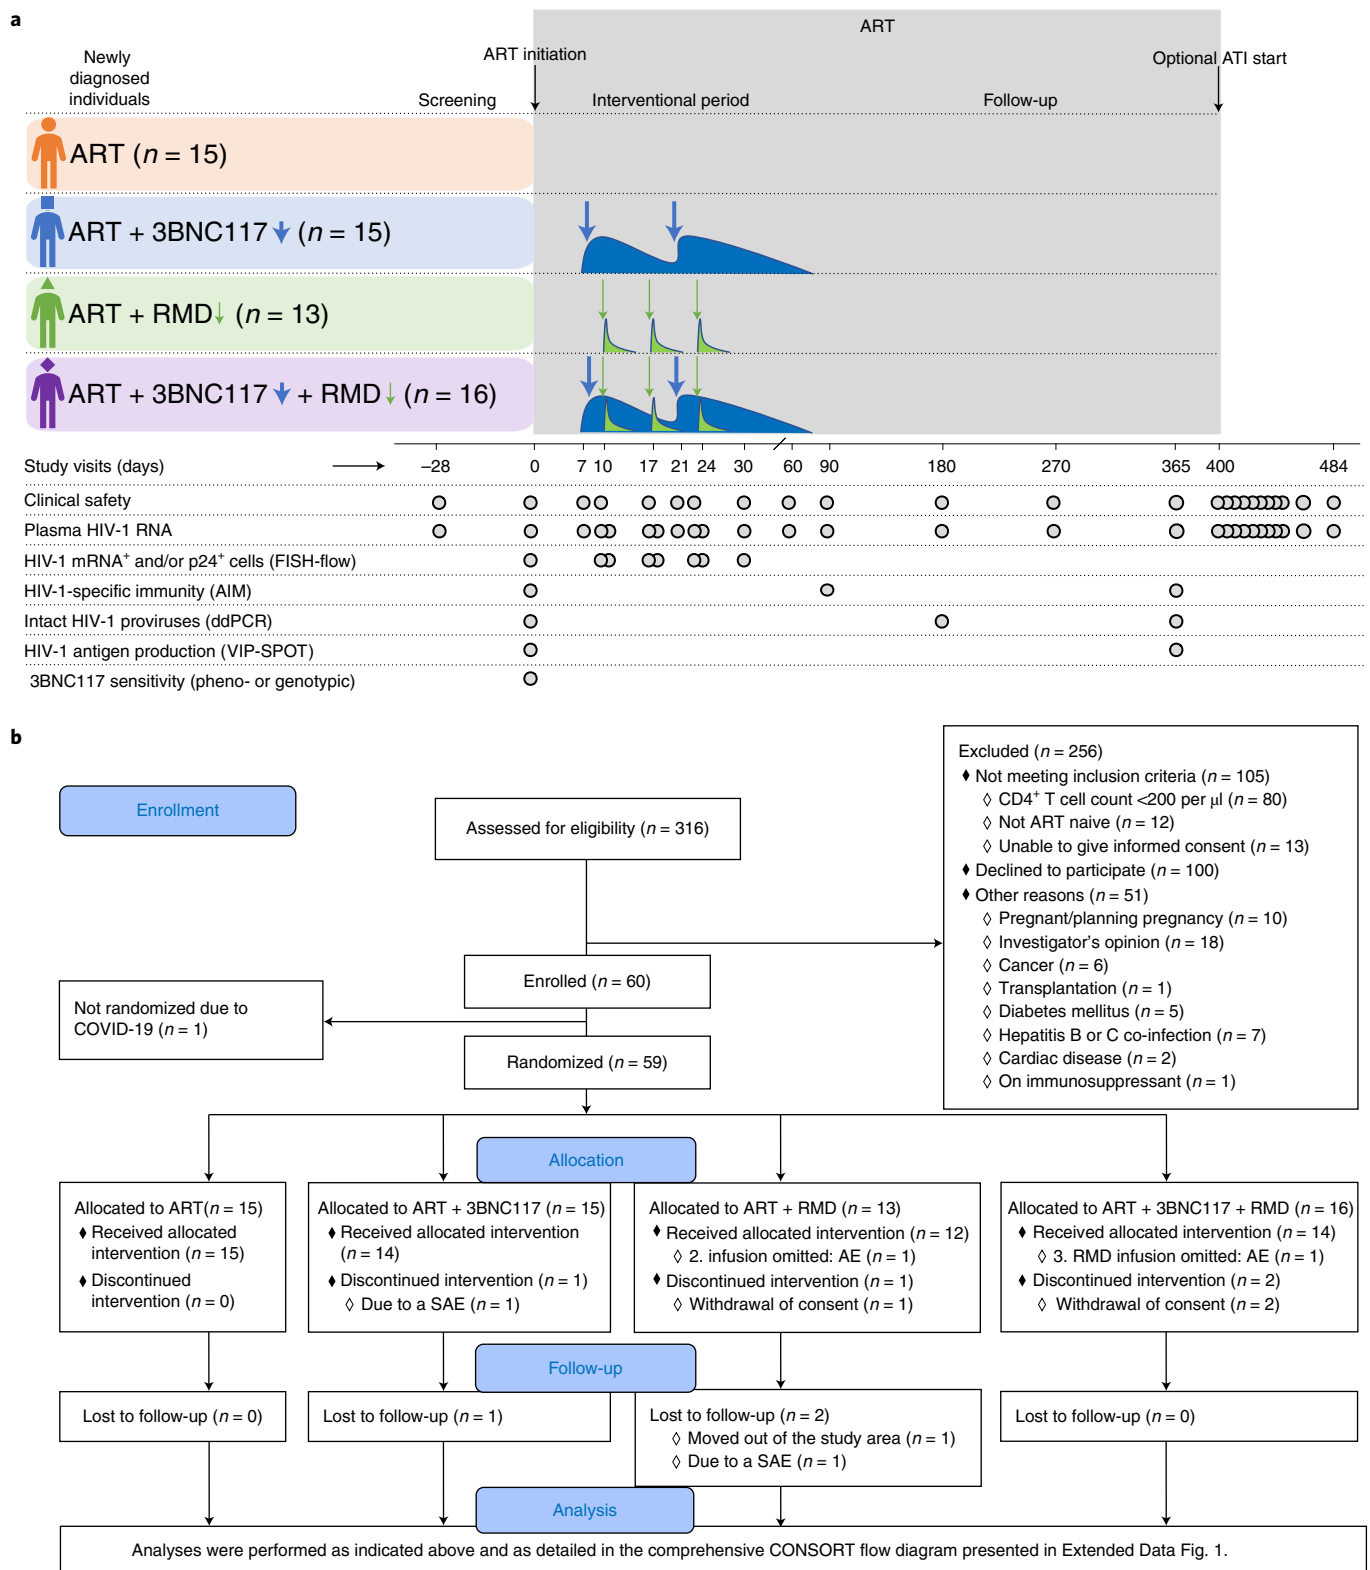 a
ART
Newly
diagnosed
individuals
Screening
ART initiation
Interventional period
Follow-up
Optional ATI start
ART (n = 15)
ART + 3BNC117 (n = 15)
ART + RMD (n = 13)
ART + 3BNC117 + RMD (n = 16)
Study visits (days) –28 0 7 10 17 21 24 30 60 90 180 270 365 400 484
Clinical safety
Plasma HIV-1 RNA
HIV-1 mRNA+ and/or p24+ cells (FISH-flow)
HIV-1-specific immunity (AIM)
Intact HIV-1 proviruses (ddPCR)
HIV-1 antigen production (VIP-SPOT)
3BNC117 sensitivity (pheno- or genotypic)
b
Enrollment
Assessed for eligibility (n = 316)
Excluded (n = 256)
♦ Not meeting inclusion criteria (n = 105)
◊ CD4+ T cell count <200 per µl (n = 80)
◊ Not ART naive (n = 12)
◊ Unable to give informed consent (n = 13)
♦ Declined to participate (n = 100)
♦ Other reasons (n = 51)
◊ Pregnant/planning pregnancy (n = 10)
◊ Investigator's opinion (n = 18)
◊ Cancer (n = 6)
◊ Transplantation (n = 1)
◊ Diabetes mellitus (n = 5)
◊ Hepatitis B or C co-infection (n = 7)
◊ Cardiac disease (n = 2)
◊ On immunosuppressant (n = 1)
Enrolled (n = 60)
Not randomized due to
COVID-19 (n = 1)
Randomized (n = 59)
Allocation
Allocated to ART(n = 15)
♦ Received allocated
intervention (n = 15)
♦ Discontinued
intervention (n = 0)
Allocated to ART + 3BNC117 (n = 15)
♦ Received allocated intervention
(n = 14)
♦ Discontinued intervention (n = 1)
◊ Due to a SAE (n = 1)
Allocated to ART + RMD (n = 13)
♦ Received allocated intervention (n = 12)
◊ 2. infusion omitted: AE (n = 1)
♦ Discontinued intervention (n = 1)
◊ Withdrawal of consent (n = 1)
Allocated to ART + 3BNC117 + RMD (n = 16)
♦ Received allocated intervention (n = 14)
◊ 3. RMD infusion omitted: AE (n = 1)
♦ Discontinued intervention (n = 2)
◊ Withdrawal of consent (n = 2)
Follow-up
Lost to follow-up (n = 0)
Lost to follow-up (n = 1)
Lost to follow-up (n = 2)
◊ Moved out of the study area (n = 1)
◊ Due to a SAE (n = 1)
Lost to follow-up (n = 0)
Analysis
Analyses were performed as indicated above and as detailed in the comprehensive CONSORT flow diagram presented in Extended Data Fig. 1.